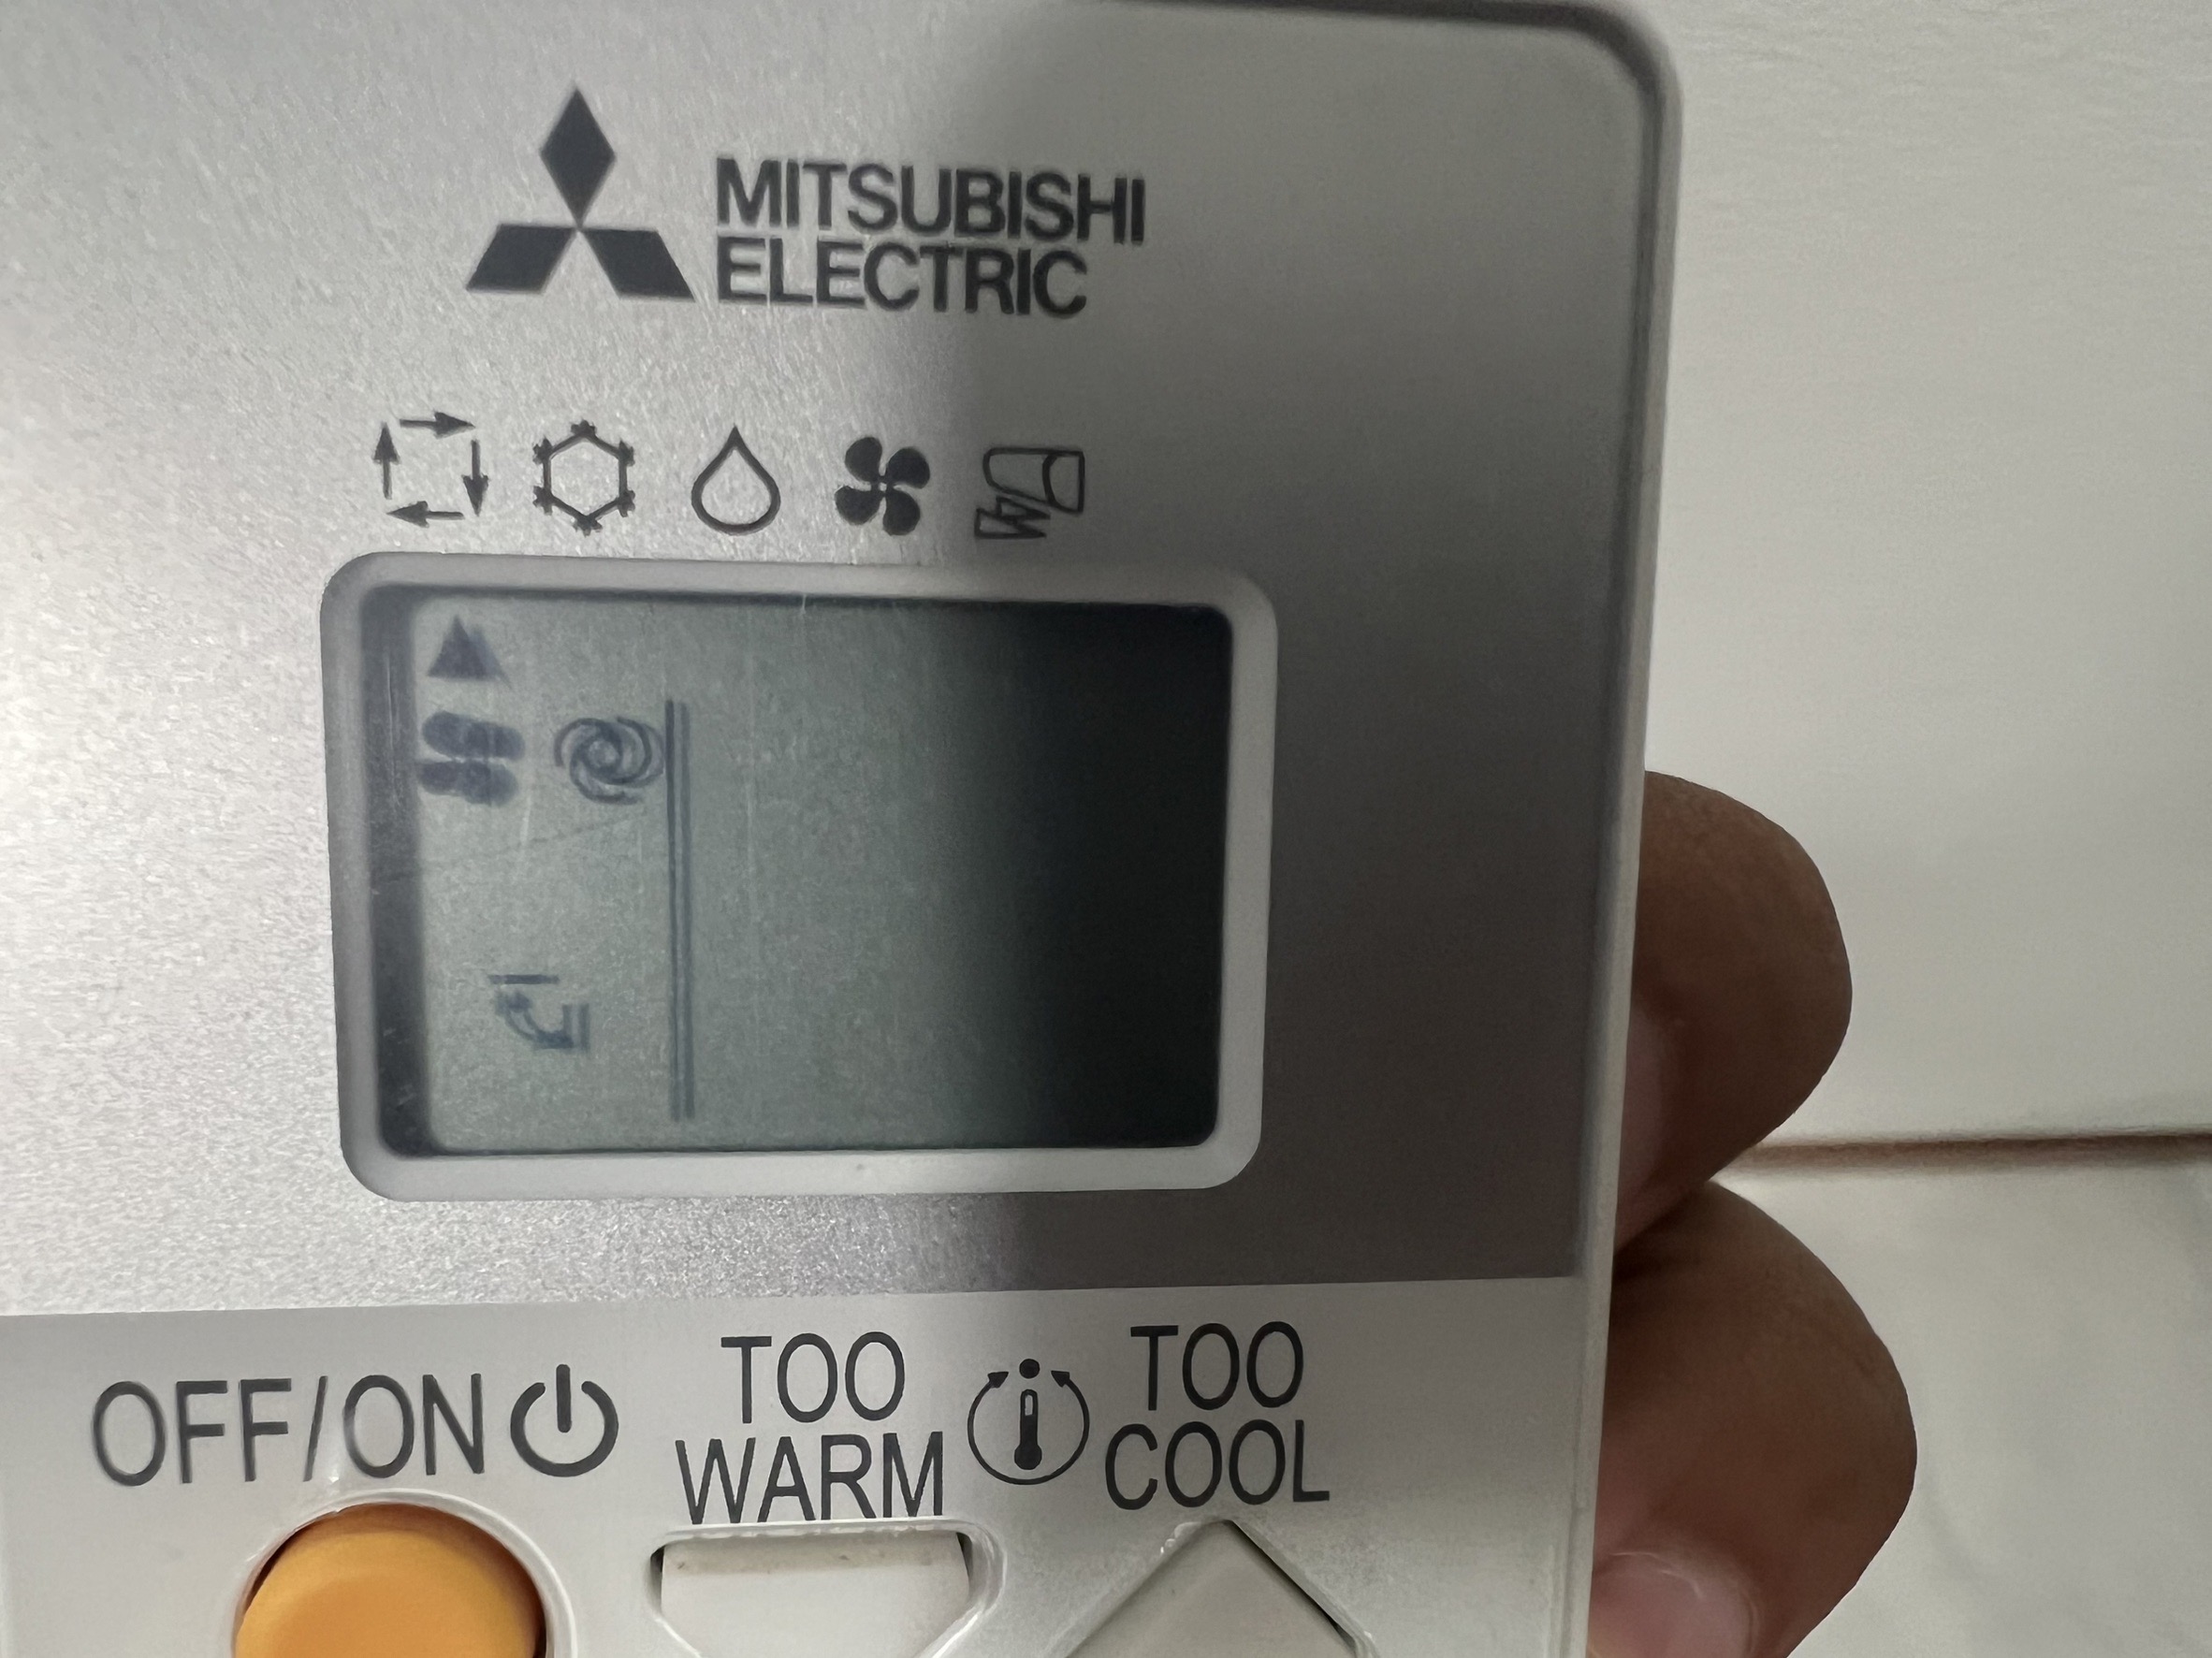 MITSUBISHI
ELECTRIC
OFF/ON
TOO
WARM
TOO
COOL